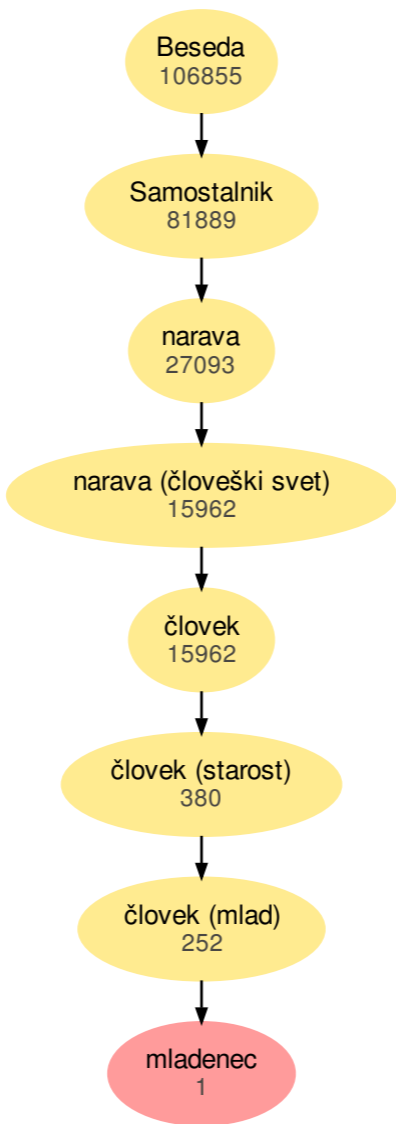 Beseda
106855
Samostalnik
81889
narava
27093
narava (človeški svet)
15962
človek
15962
človek (starost)
380
človek (mlad)
252
mladenec
1